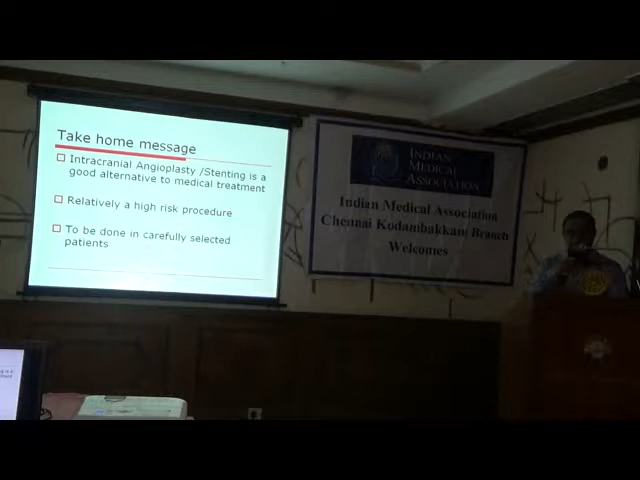 Take home message
Intracranial Angioplasty /Stenting is a
good alternative to medical treatment
Relatively a high risk procedure
To be done in carefully selected
patients
INDIAN
MEDICAL
ASSOCIATION
Indian Medical Association
Chennai Kodambakkam Branch
Welcomes